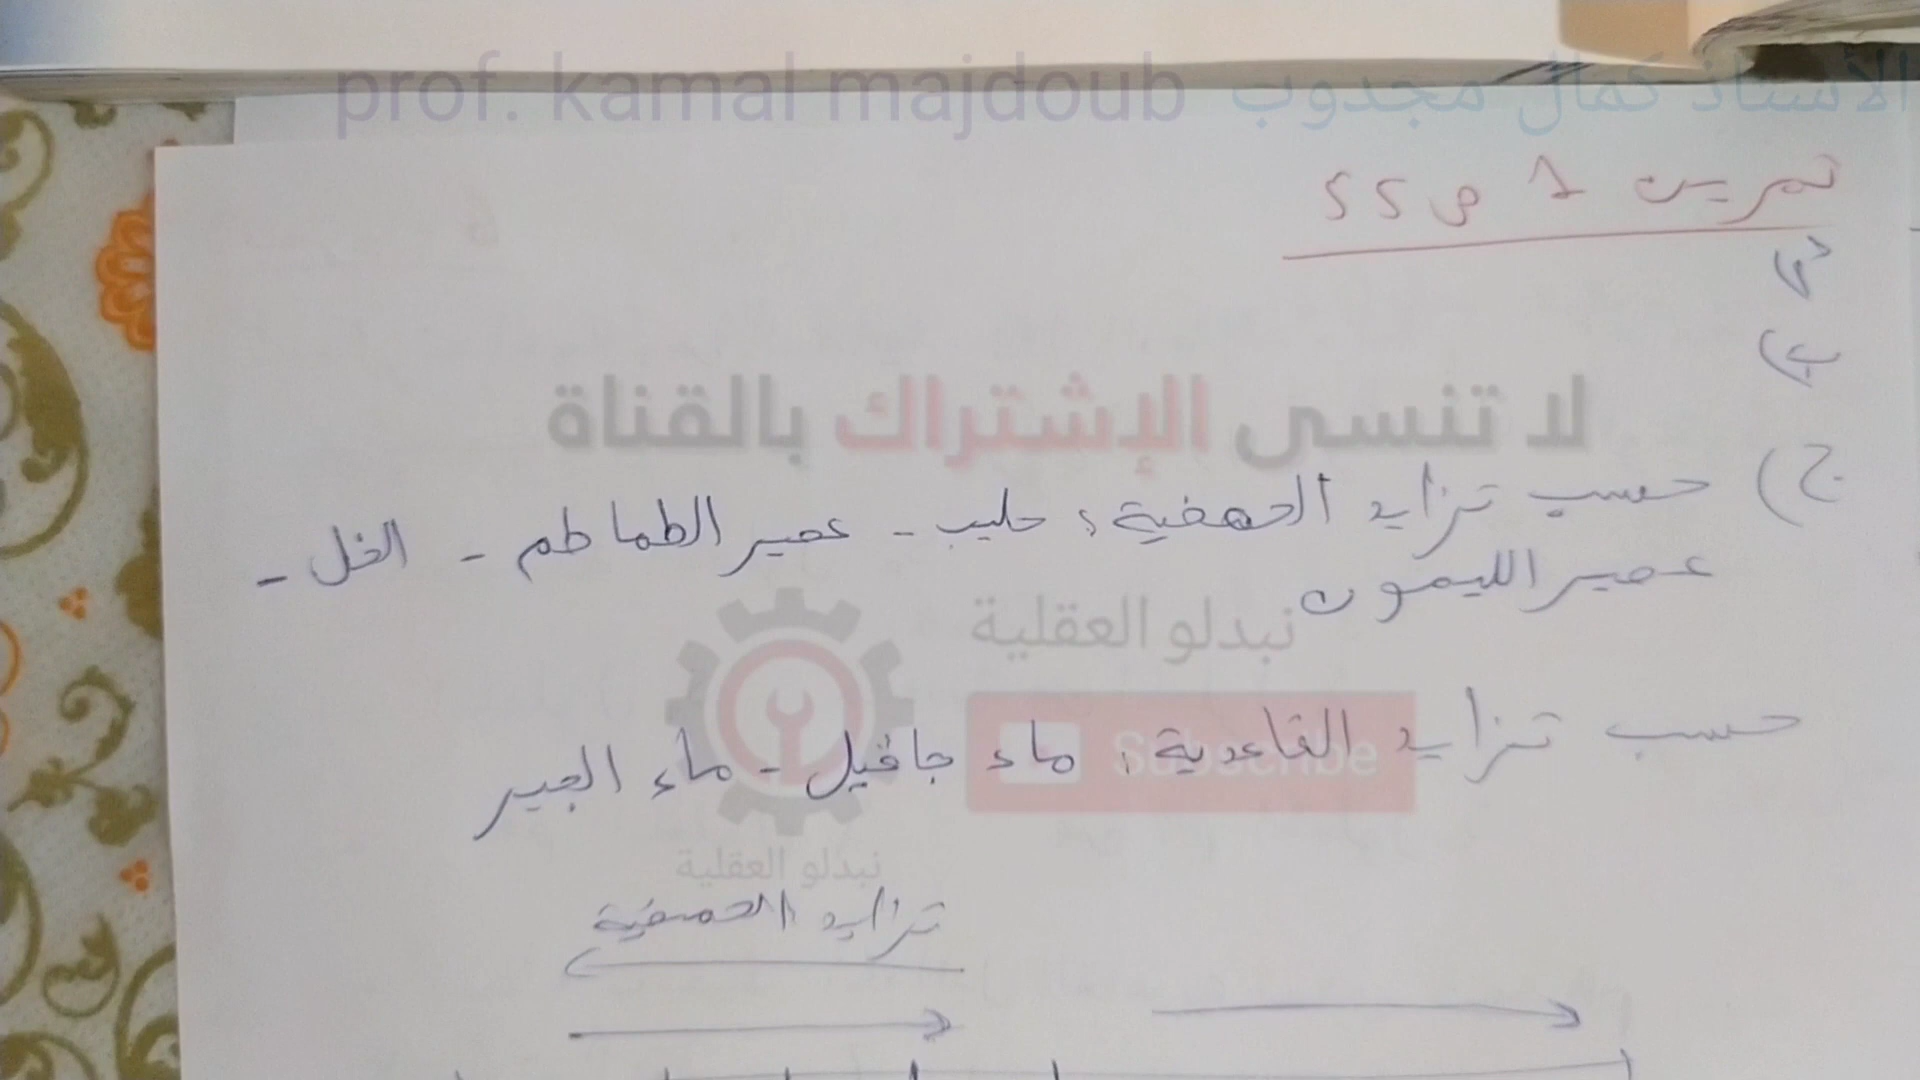 prof. kamal majdoub الأستاذ كمال مجدوب
تمرين 1 ص 55
أ)
ب)
لا تنسى الإشتراك بالقناة
ج) حسب تزايد الحمضية: حليب - عصير الطماطم - الخل -
عصير الليمون
نبدلو العقلية
حسب تزايد القاعدية: ماء جافيل - ماء الجير
Subscribe
نبدلو العقلية
تزايد الحمضية